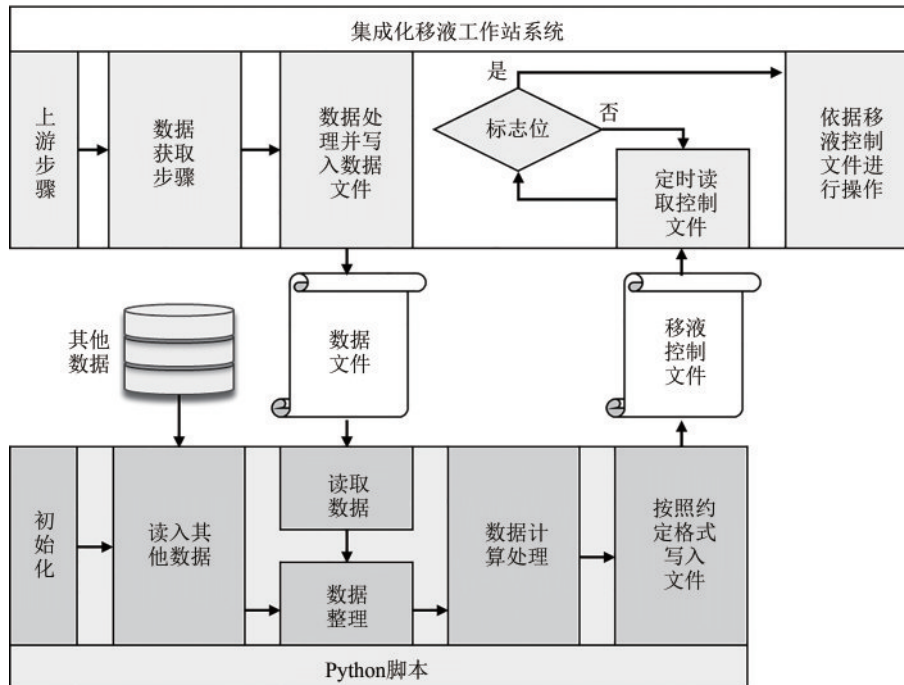 集成化移液工作站系统
上
游
步
骤
数据
获取
步骤
数据处
理并写
入数据
文件
是
标志位
否
定时读
取控制
文件
依据移
液控制
文件进
行操作
其他
数据
数据
文件
移液
控制
文件
初
始
化
读入其
他数据
读取
数据
数据
整理
数据计
算处理
按照约
定格式
写入
文件
Python脚本